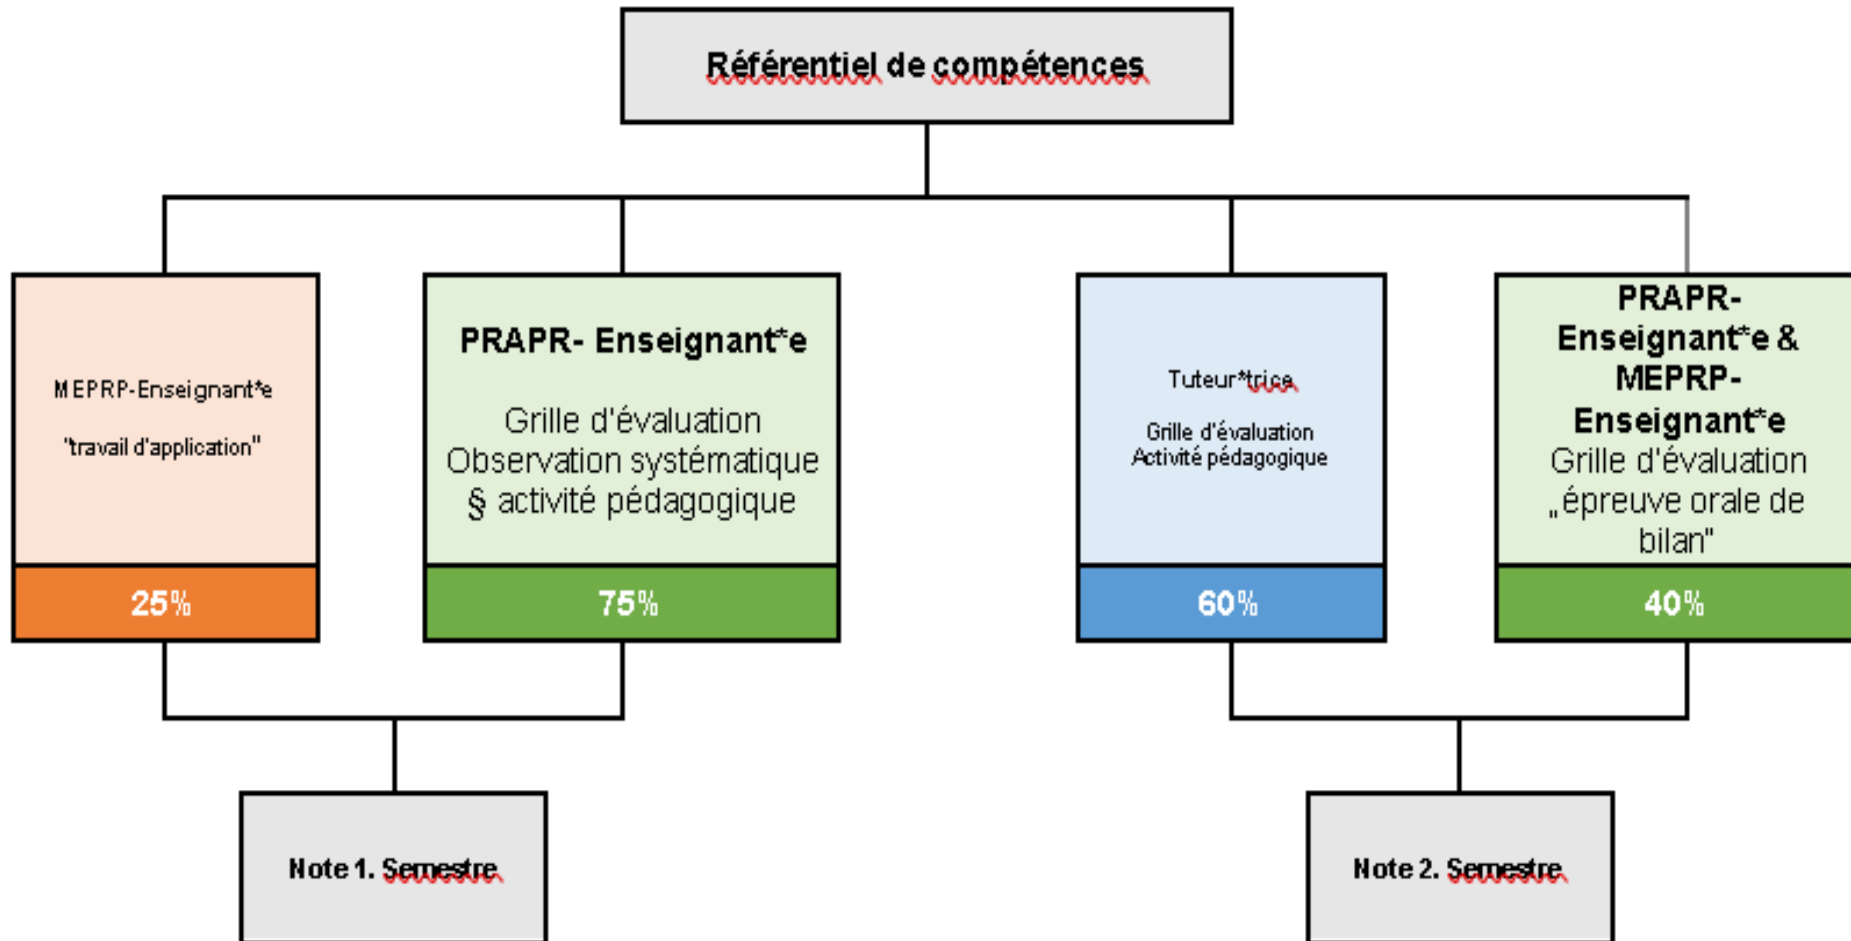 Référentiel de compétences
MEPRP-Enseignant*e
"travail d'application"
25%
PRAPR- Enseignant*e
Grille d'évaluation
Observation systématique
§ activité pédagogique
75%
Tuteur*trice
Grille d'évaluation
Activité pédagogique
60%
PRAPR-
Enseignant*e &
MEPRP-
Enseignant*e
Grille d'évaluation
„épreuve orale de
bilan"
40%
Note 1. Semestre
Note 2. Semestre